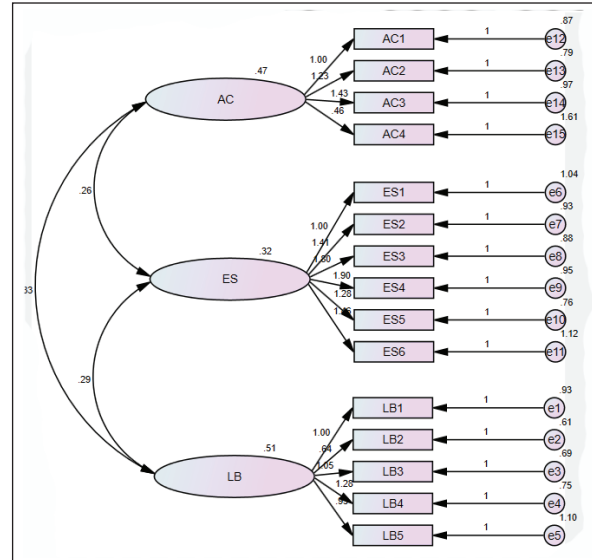 .87
AC1
1
e12
.79
1.00
AC2
1
e13
.47
1.23
.97
AC
1.43
AC3
1
e14
.46
1.61
AC4
1
e15
.26
1.04
ES1
1
e6
.93
1.00
ES2
1
e7
1.41
.88
.32
ES3
1
e8
1.80
.95
ES
1.90
ES4
1
e9
1.28
.76
ES5
1
e10
1.12
ES6
1
e11
.29
.93
LB1
1
e1
.61
1.00
LB2
1
e2
.51
.64
.69
LB
1.05
LB3
1
e3
1.28
.75
LB4
1
e4
1.10
LB5
1
e5